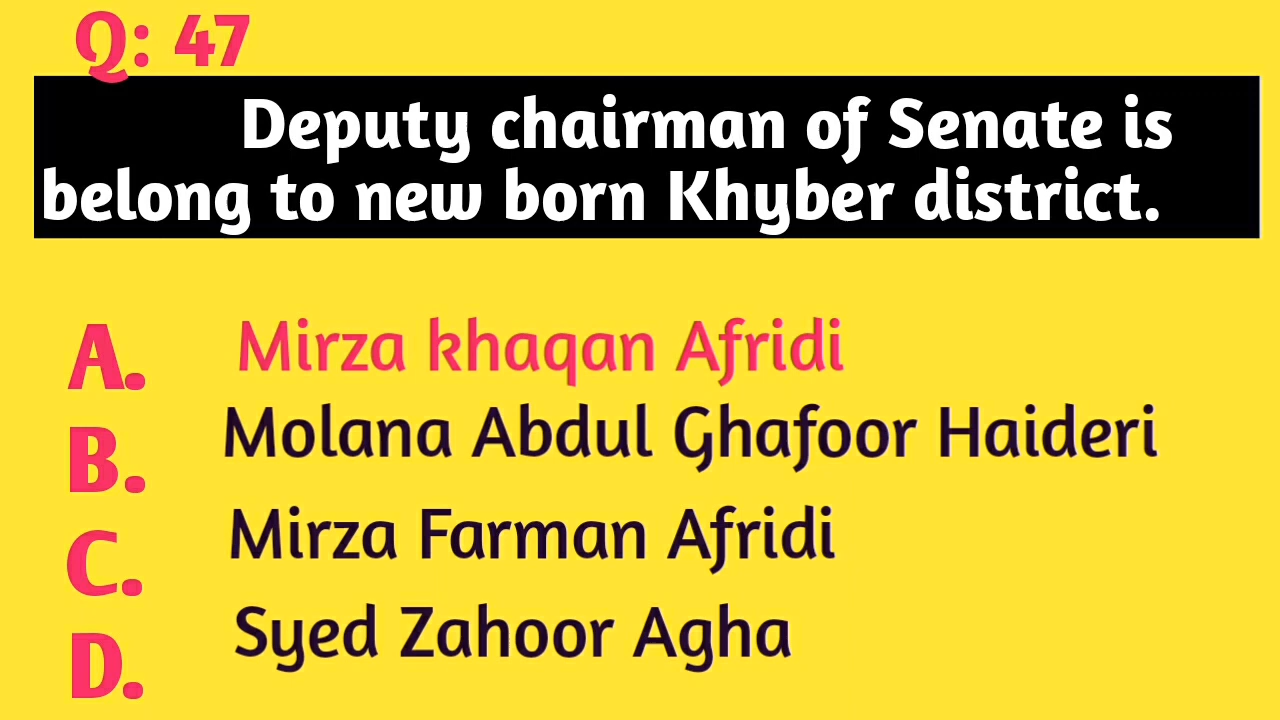 Q: 47
Deputy chairman of Senate is
belong to new born Khyber district.
A. Mirza khaqan Afridi
B. Molana Abdul Ghafoor Haideri
C. Mirza Farman Afridi
D. Syed Zahoor Agha